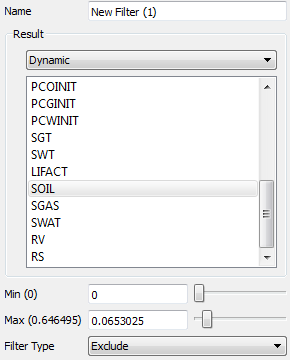 Name New Filter (1)
Result
Dynamic
PCOINIT
PCGINIT
PCWINIT
SGT
SWT
LIFACT
SOIL
SGAS
SWAT
RV
RS
Min (0) 0
Max (0.646495) 0.0653025
Filter Type Exclude